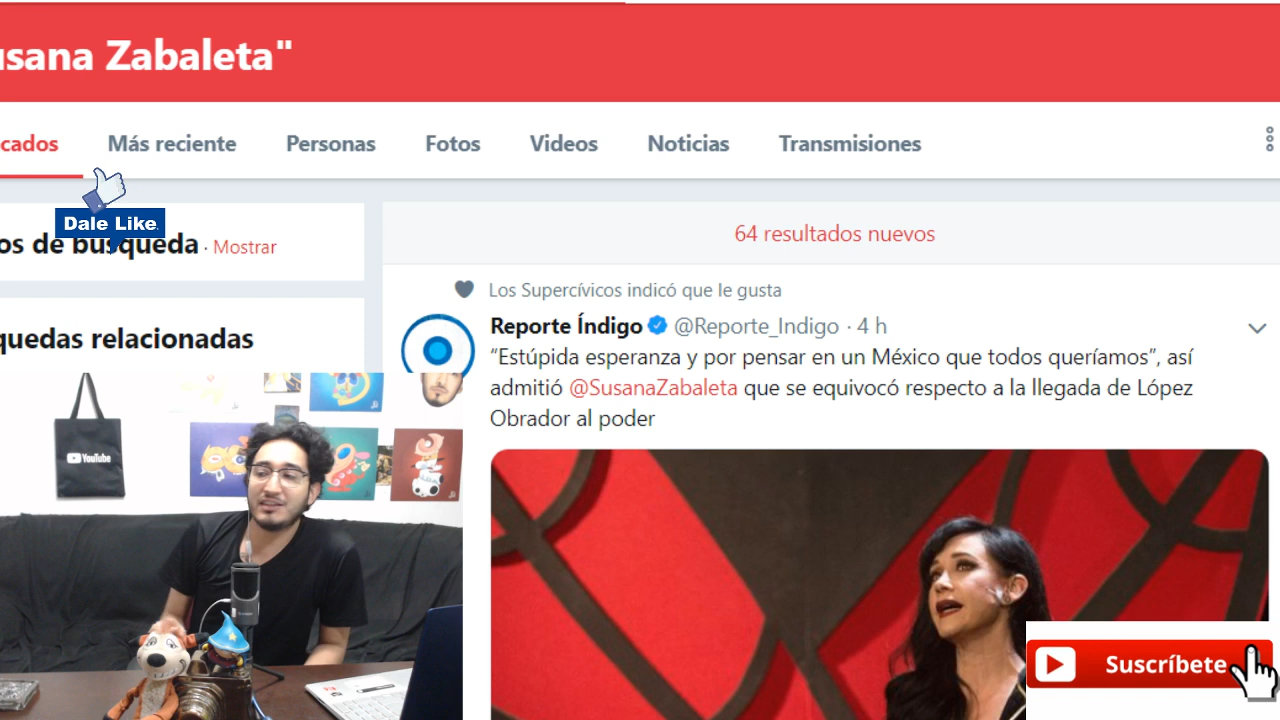 usana Zabaleta"
cados Más reciente Personas Fotos Videos Noticias Transmisiones
Dale Like
os de búsqueda · Mostrar
64 resultados nuevos
Los Supercívicos indicó que le gusta
quedas relacionadas
Reporte Índigo @Reporte_Indigo · 4 h
“Estúpida esperanza y por pensar en un México que todos queríamos”, así
admitió @SusanaZabaleta que se equivocó respecto a la llegada de López
Obrador al poder
YouTube
Suscríbete